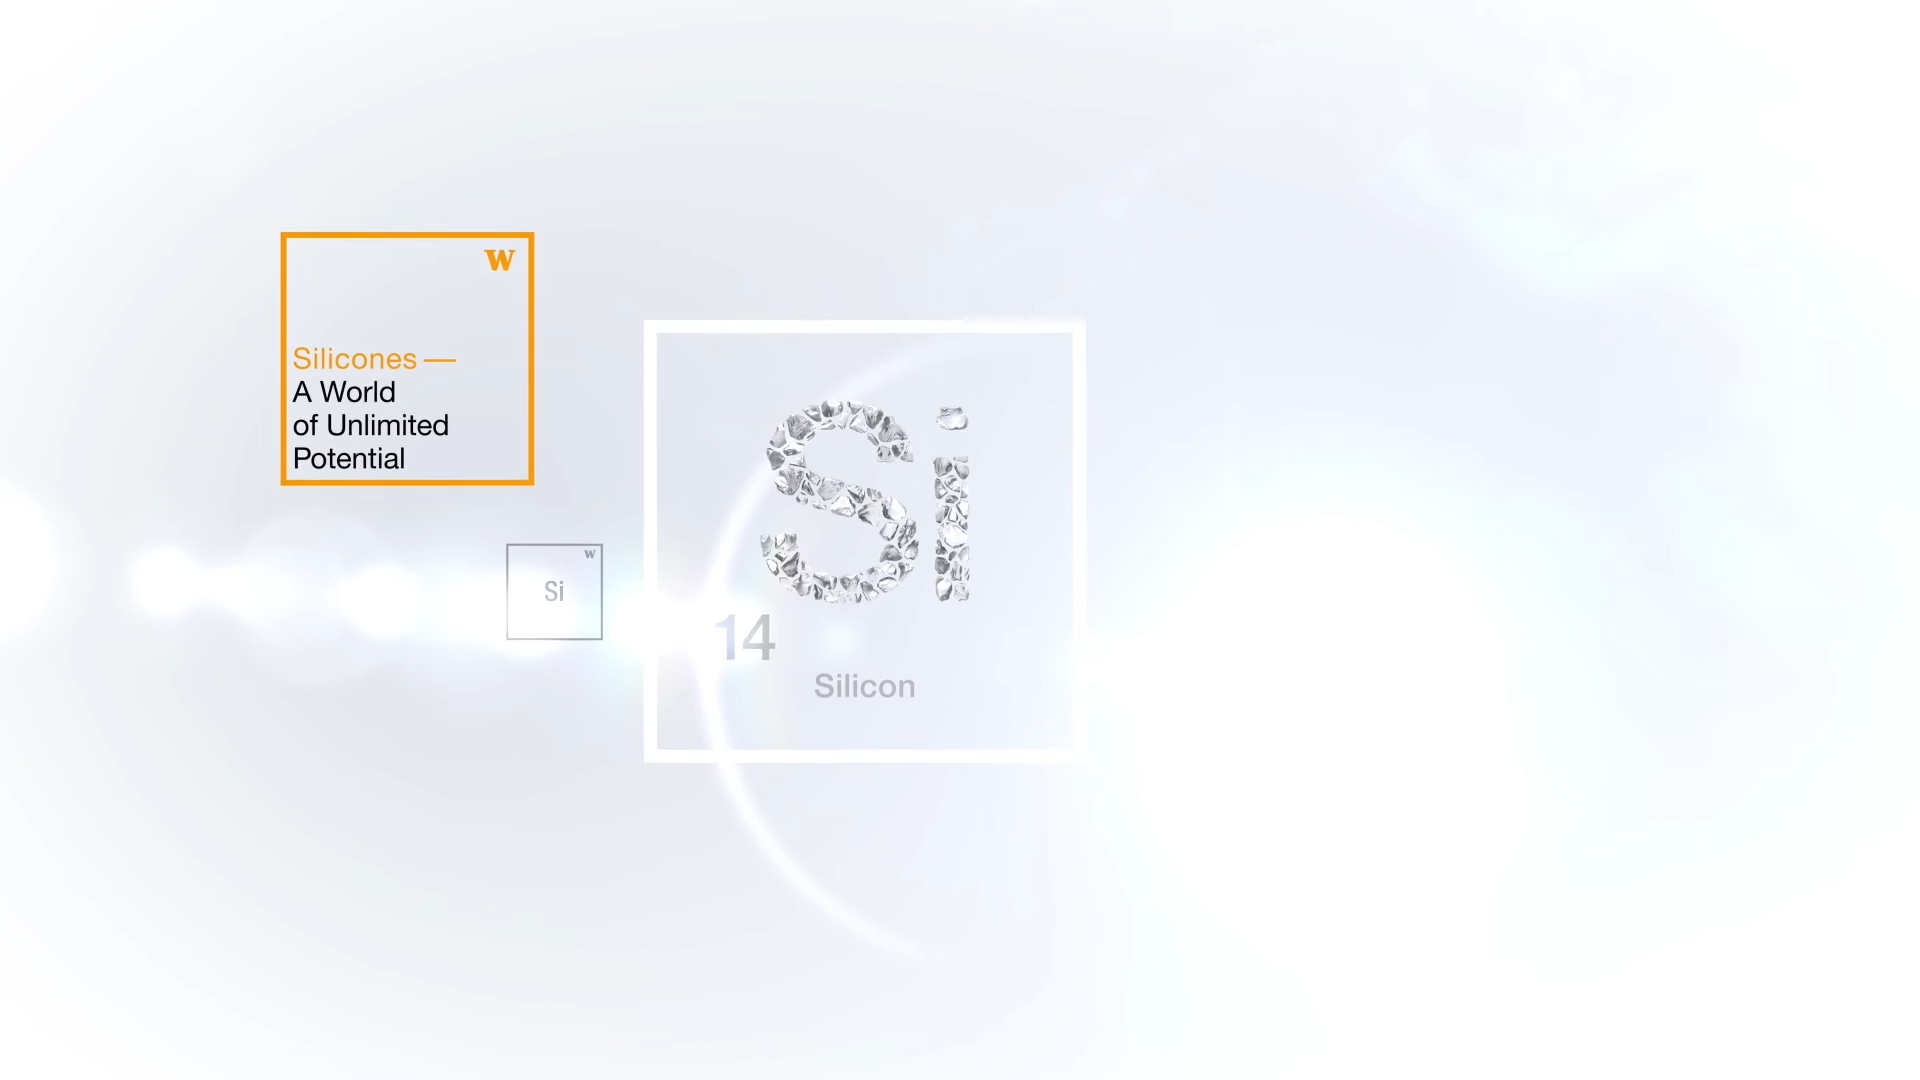 W
Silicones —
A World
of Unlimited
Potential
W
Si
Si
14
Silicon